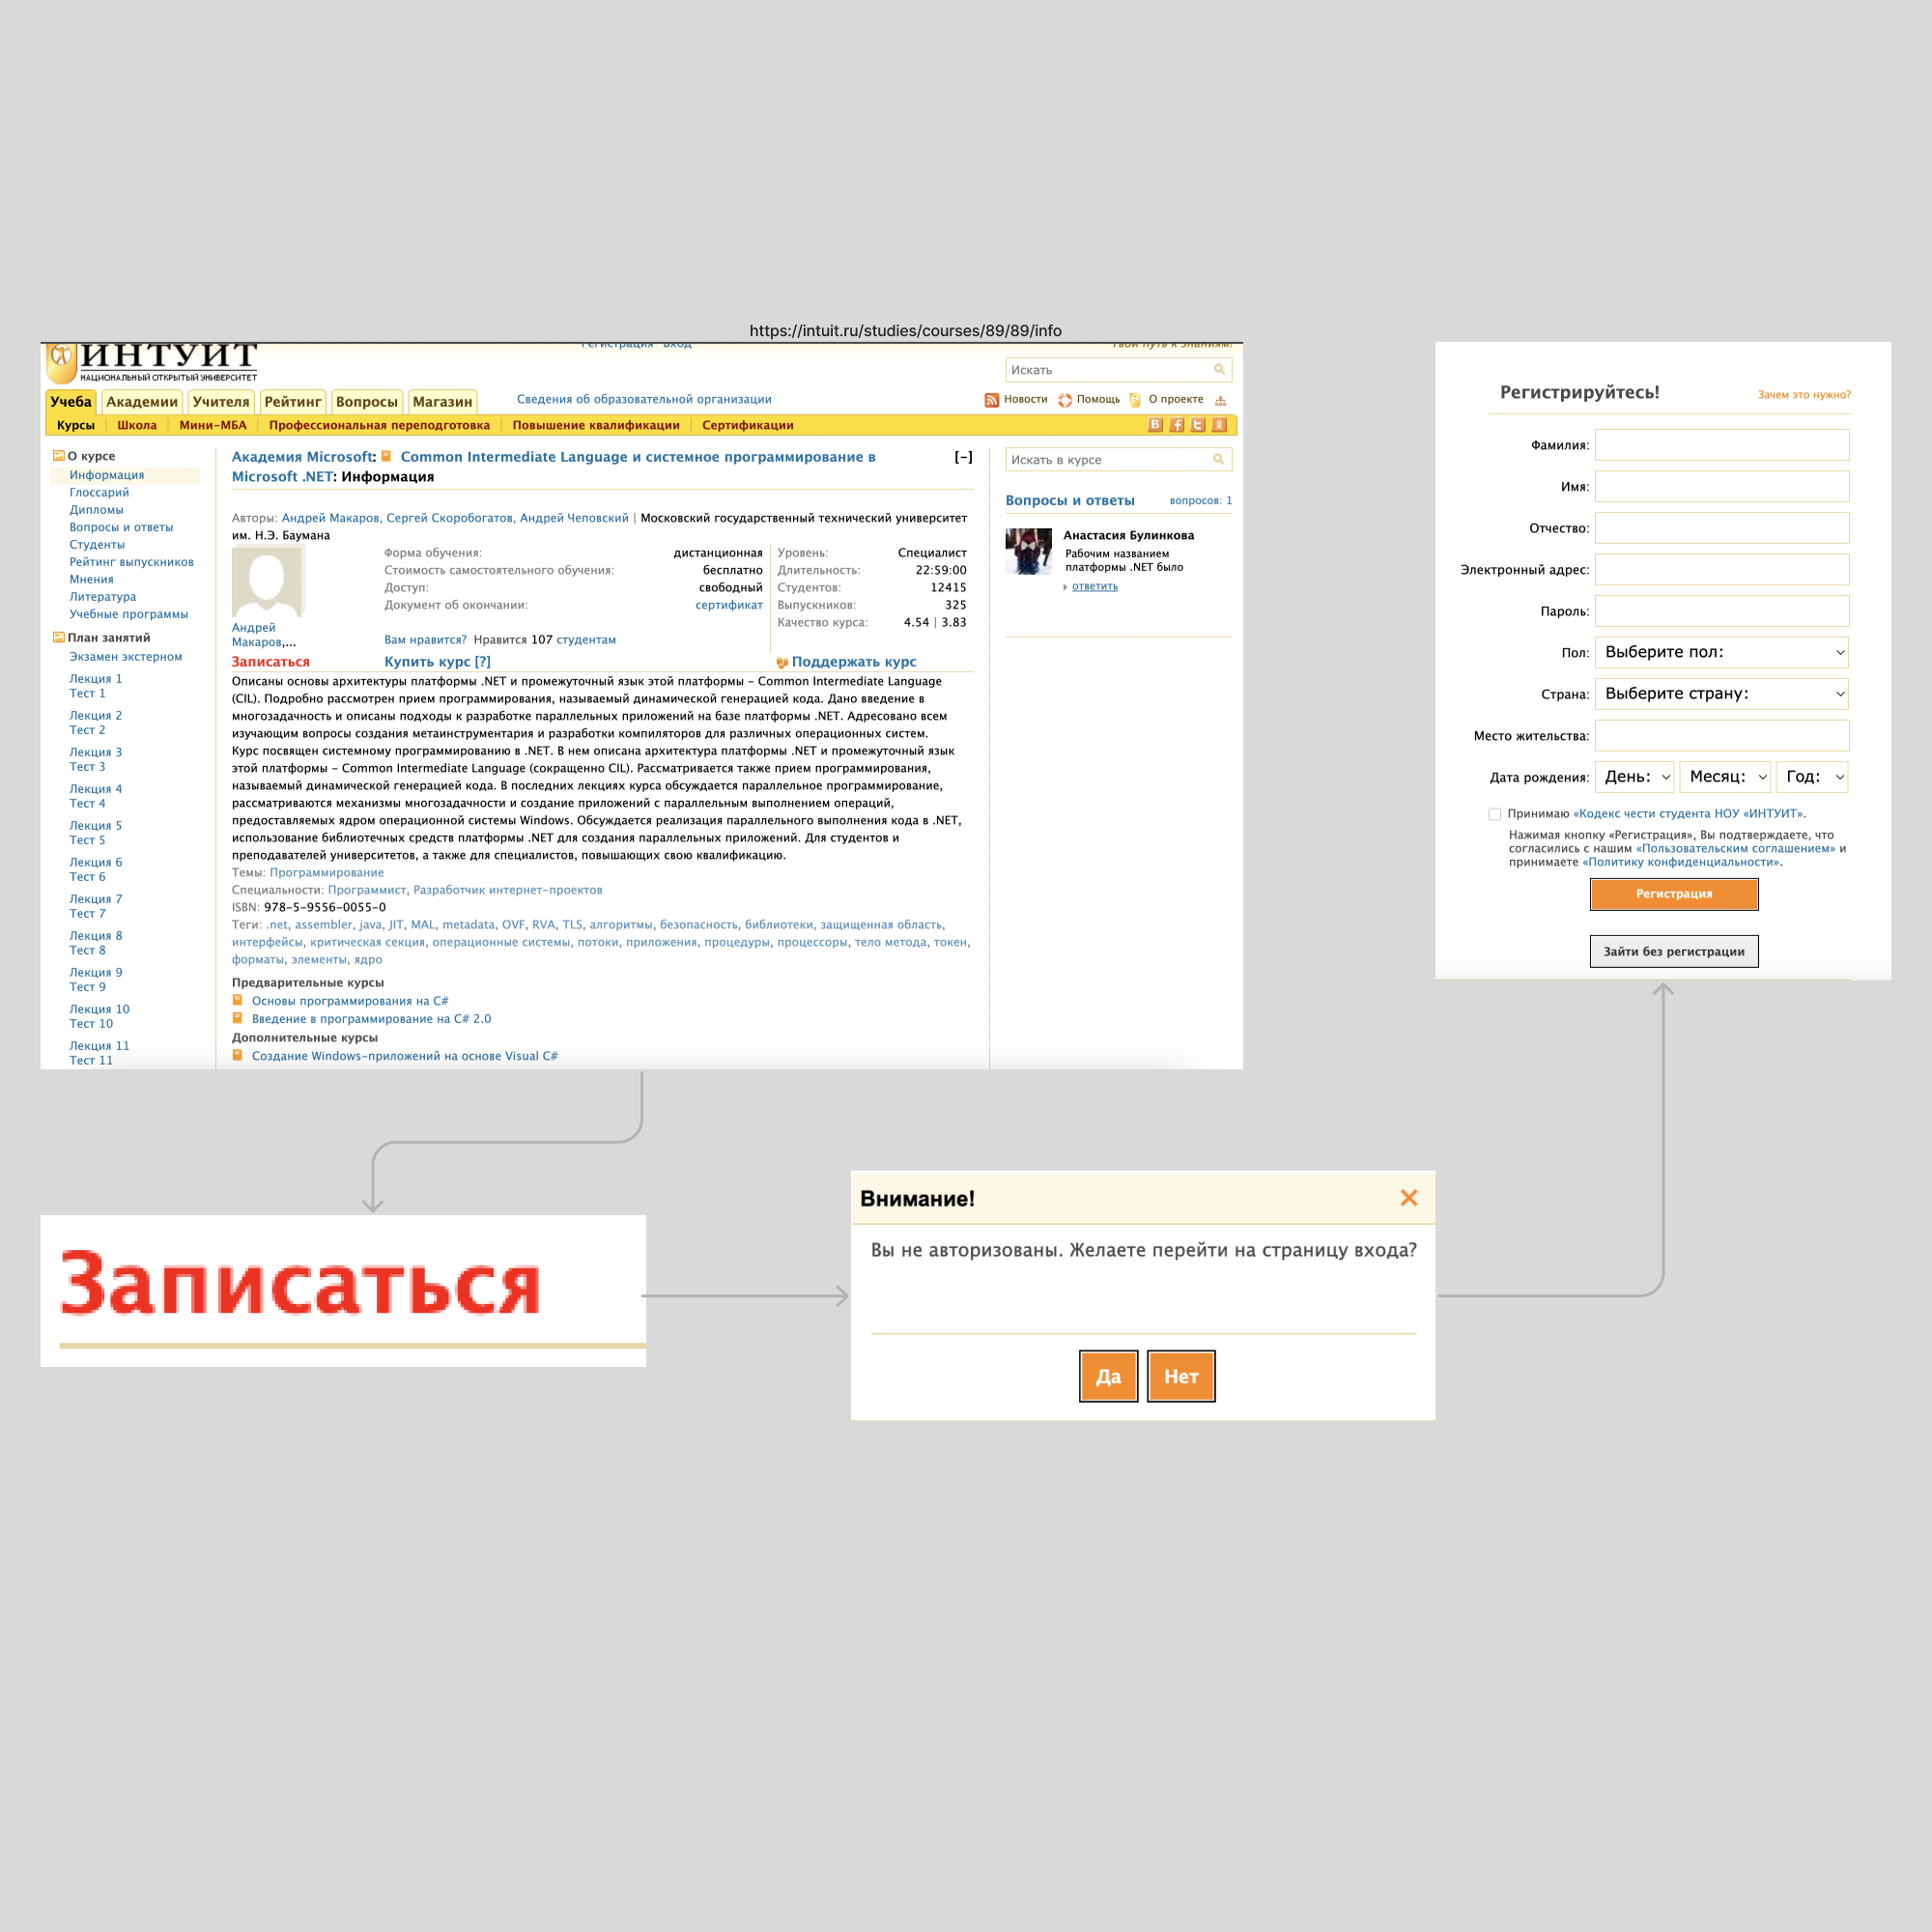 https://intuit.ru/studies/courses/89/89/info
ИНТУИТ
НАЦИОНАЛЬНЫЙ ОТКРЫТЫЙ УНИВЕРСИТЕТ
Регистрация Вход
Твой путь к знаниям!
Искать
Учеба Академии Учителя Рейтинг Вопросы Магазин
Сведения об образовательной организации
Новости Помощь О проекте
Курсы Школа Мини-МБА Профессиональная переподготовка Повышение квалификации Сертификации
О курсе
Информация
Глоссарий
Дипломы
Вопросы и ответы
Студенты
Рейтинг выпускников
Мнения
Литература
Учебные программы
План занятий
Экзамен экстерном
Лекция 1
Тест 1
Лекция 2
Тест 2
Лекция 3
Тест 3
Лекция 4
Тест 4
Лекция 5
Тест 5
Лекция 6
Тест 6
Лекция 7
Тест 7
Лекция 8
Тест 8
Лекция 9
Тест 9
Лекция 10
Тест 10
Лекция 11
Тест 11
Академия Microsoft: Common Intermediate Language и системное программирование в
Microsoft .NET: Информация
[-]
Авторы: Андрей Макаров, Сергей Скоробогатов, Андрей Чеповский | Московский государственный технический университет
им. Н.Э. Баумана
Андрей
Макаров,...
Форма обучения: дистанционная
Стоимость самостоятельного обучения: бесплатно
Доступ: свободный
Документ об окончании: сертификат
Вам нравится? Нравится 107 студентам
Уровень: Специалист
Длительность: 22:59:00
Студентов: 12415
Выпускников: 325
Качество курса: 4.54 | 3.83
Записаться Купить курс [?] Поддержать курс
Описаны основы архитектуры платформы .NET и промежуточный язык этой платформы – Common Intermediate Language
(CIL). Подробно рассмотрен прием программирования, называемый динамической генерацией кода. Дано введение в
многозадачность и описаны подходы к разработке параллельных приложений на базе платформы .NET. Адресовано всем
изучающим вопросы создания метаинструментария и разработки компиляторов для различных операционных систем.
Курс посвящен системному программированию в .NET. В нем описана архитектура платформы .NET и промежуточный язык
этой платформы – Common Intermediate Language (сокращенно CIL). Рассматривается также прием программирования,
называемый динамической генерацией кода. В последних лекциях курса обсуждается параллельное программирование,
рассматриваются механизмы многозадачности и создание приложений с параллельным выполнением операций,
предоставляемых ядром операционной системы Windows. Обсуждается реализация параллельного выполнения кода в .NET,
использование библиотечных средств платформы .NET для создания параллельных приложений. Для студентов и
преподавателей университетов, а также для специалистов, повышающих свою квалификацию.
Темы: Программирование
Специальности: Программист, Разработчик интернет-проектов
ISBN: 978-5-9556-0055-0
Теги: .net, assembler, java, JIT, MAL, metadata, OVF, RVA, TLS, алгоритмы, безопасность, библиотеки, защищенная область,
интерфейсы, критическая секция, операционные системы, потоки, приложения, процедуры, процессоры, тело метода, токен,
форматы, элементы, ядро
Предварительные курсы
Основы программирования на C#
Введение в программирование на C# 2.0
Дополнительные курсы
Создание Windows-приложений на основе Visual C#
Искать в курсе
Вопросы и ответы вопросов: 1
Анастасия Булинкова
Рабочим названием
платформы .NET было
ответить
Регистрируйтесь! Зачем это нужно?
Фамилия:
Имя:
Отчество:
Электронный адрес:
Пароль:
Пол: Выберите пол:
Страна: Выберите страну:
Место жительства:
Дата рождения: День: Месяц: Год:
Принимаю «Кодекс чести студента НОУ «ИНТУИТ».
Нажимая кнопку «Регистрация», Вы подтверждаете, что
согласились с нашим «Пользовательским соглашением» и
принимаете «Политику конфиденциальности».
Регистрация
Зайти без регистрации
Записаться
Внимание!
Вы не авторизованы. Желаете перейти на страницу входа?
Да Нет